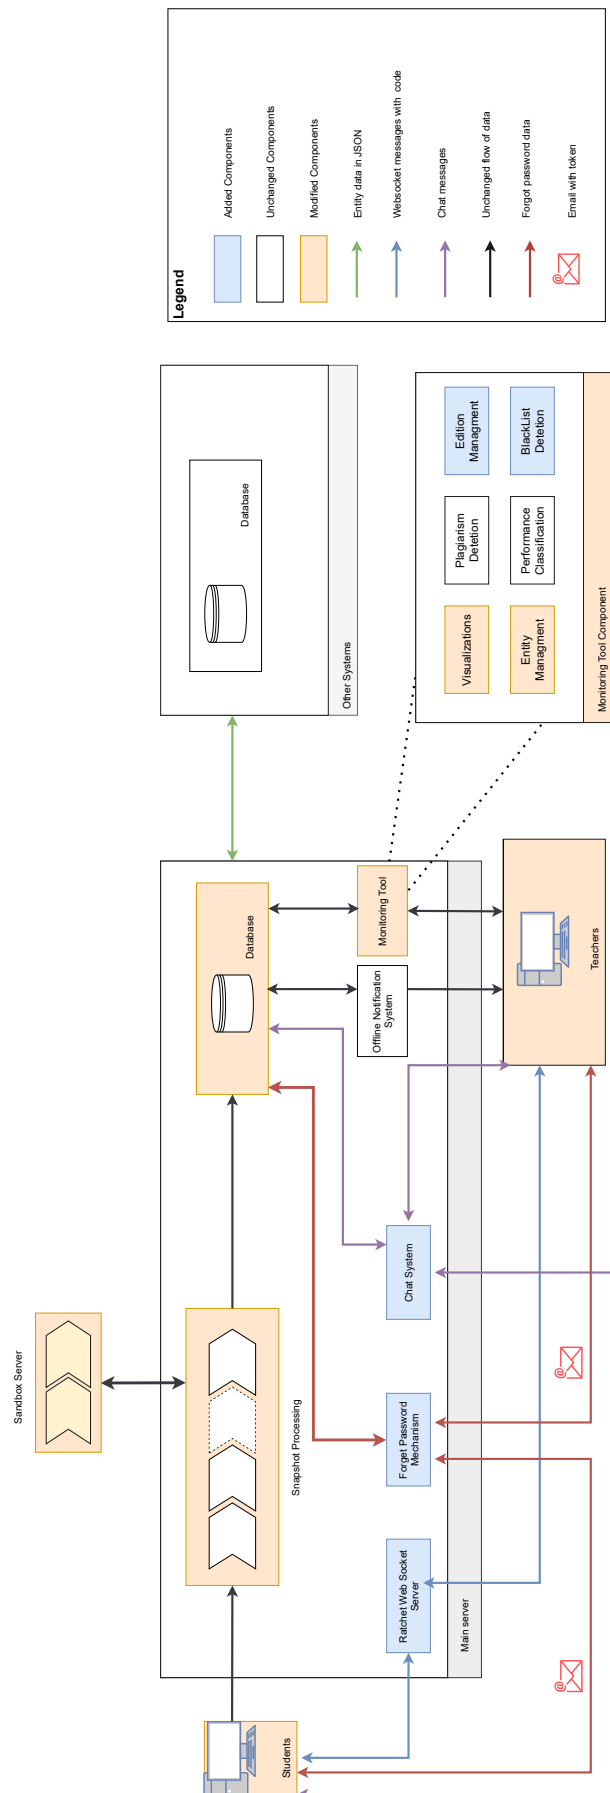 Sandbox Server
Students
Snapshot Processing
Database
Ratchet Web Socket
Server
Forget Password
Mechanism
Chat System
Offline Notification
System
Monitoring Tool
Main server
Teachers
Database
Other Systems
Visualizations
Plagiarism
Detetion
Edition
Managment
Entity
Managment
Performance
Classification
BlackList
Detetion
Monitoring Tool Component
Legend
Added Components
Unchanged Components
Modified Components
Entity data in JSON
Websocket messages with code
Chat messages
Unchanged flow of data
Forgot password data
Email with token
@
@
@